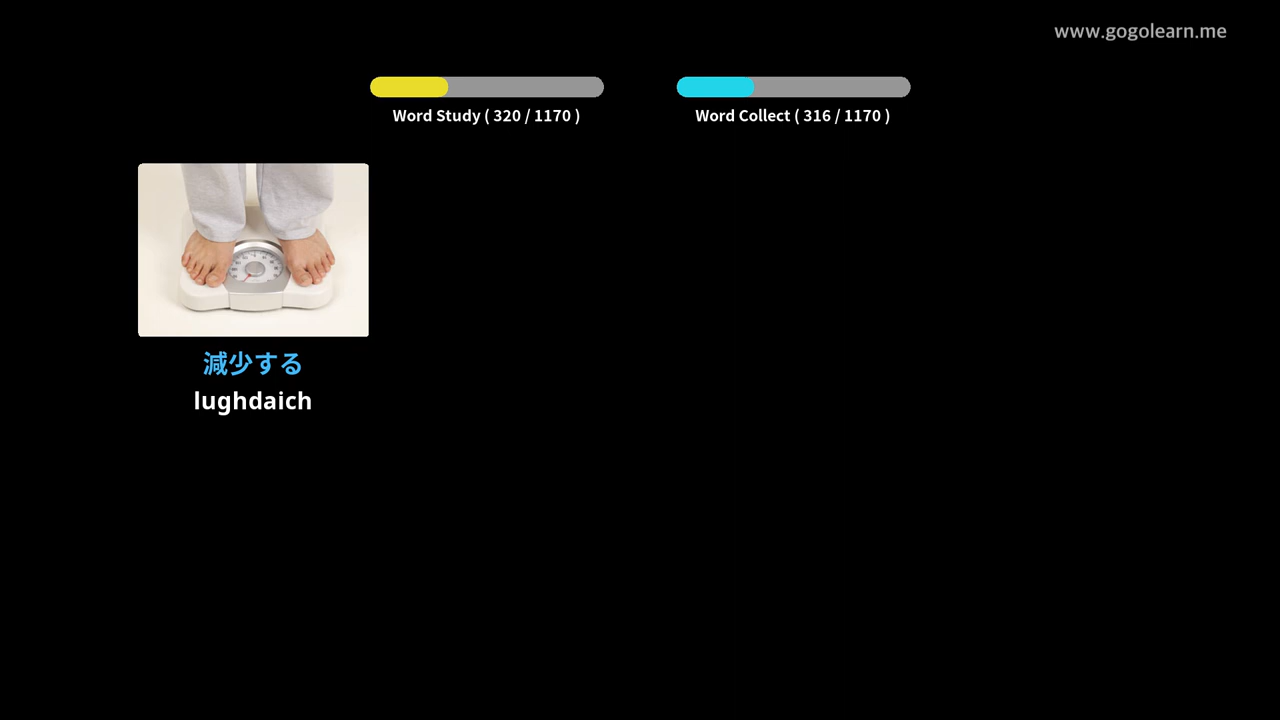 www.gogolearn.me
Word Study ( 320 / 1170 )
Word Collect ( 316 / 1170 )
減少する
lughdaich